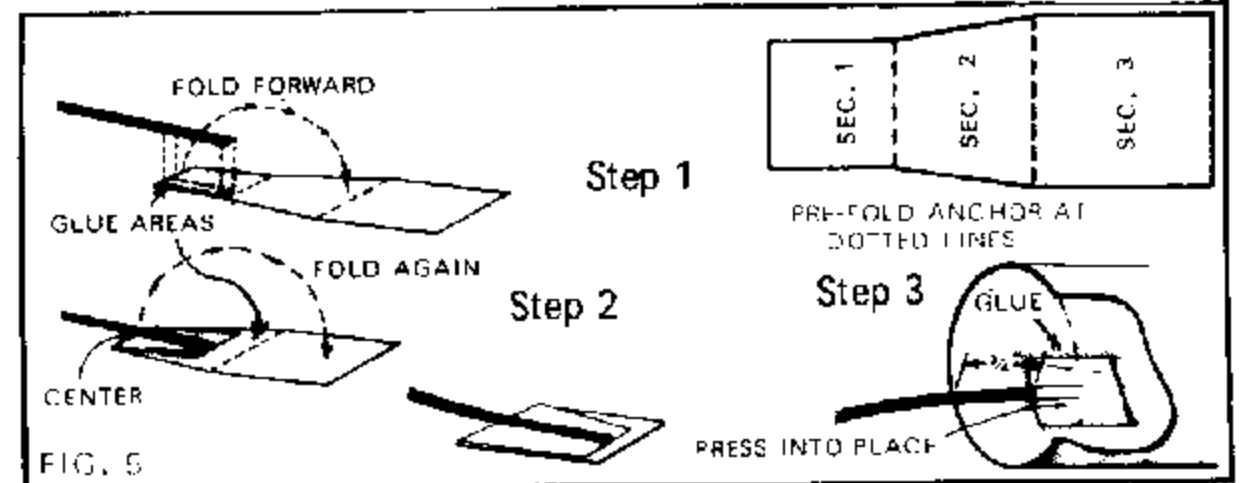 FOLD FORWARD
Step 1
SEC. 1
SEC. 2
SEC. 3
PRE-FOLD ANCHOR AT
DOTTED LINES
GLUE AREAS
FOLD AGAIN
Step 2
CENTER
Step 3
GLUE
PRESS INTO PLACE
FIG. 5